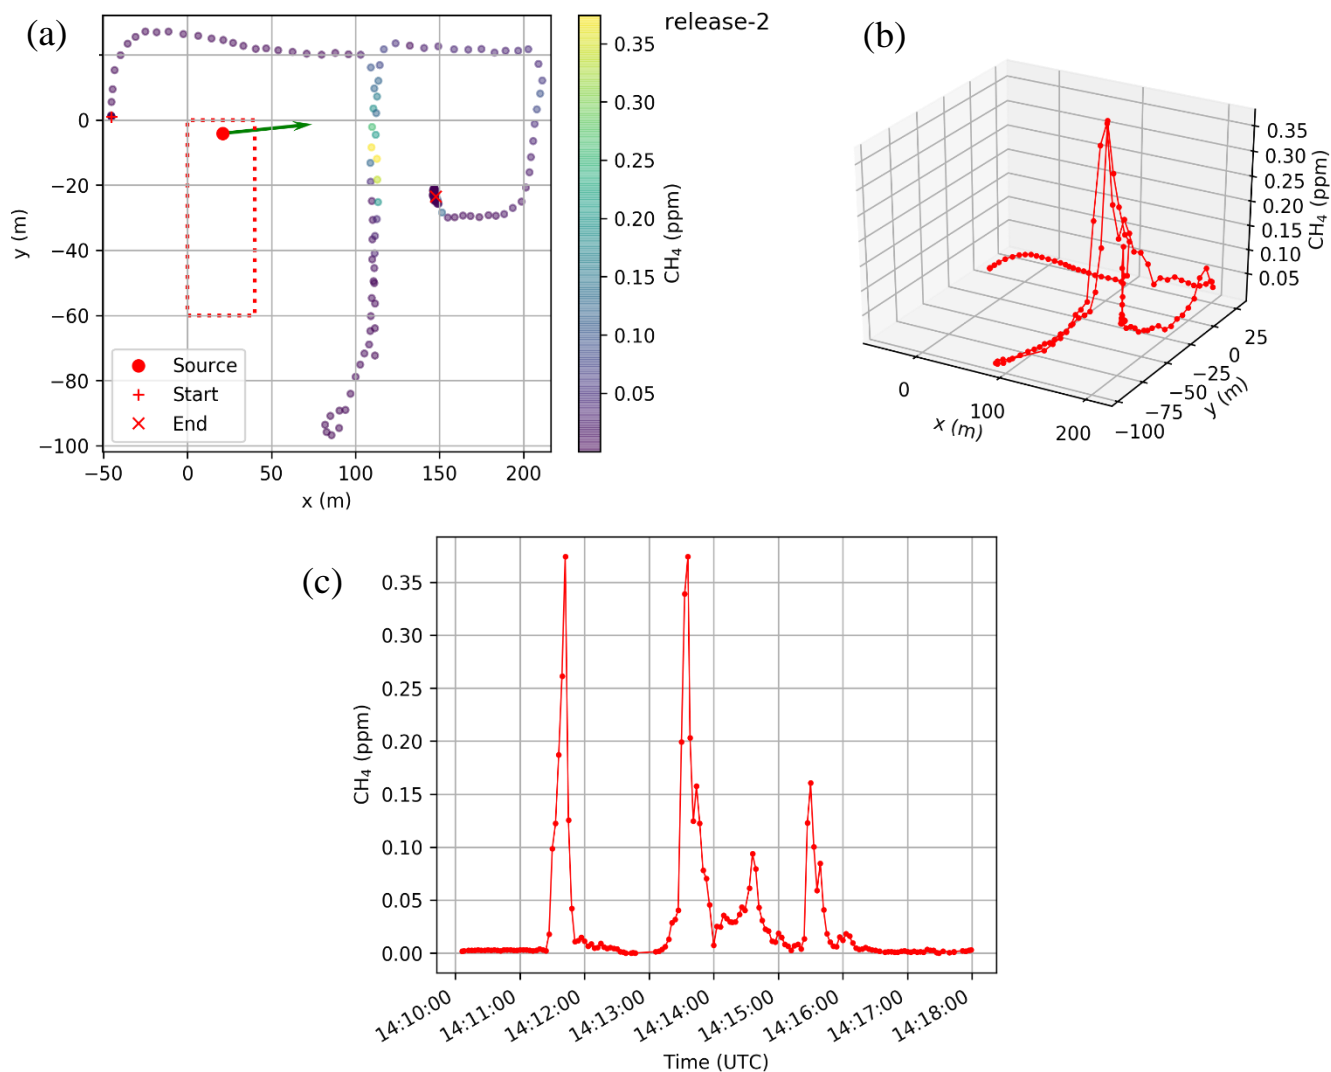 (a)
release-2
(b)
y (m)
0
−20
−40
−60
−80
−100
Source
Start
End
−50 0 50 100 150 200
x (m)
0.35
0.30
0.25
0.20
0.15
0.10
0.05
CH₄ (ppm)
0.35
0.30
0.25
0.20
0.15
0.10
0.05
CH₄ (ppm)
0
100
200
x (m)
25
0
−25
−50
−75
−100
y (m)
(c)
0.35
0.30
0.25
0.20
0.15
0.10
0.05
0.00
CH₄ (ppm)
14:10:00 14:11:00 14:12:00 14:13:00 14:14:00 14:15:00 14:16:00 14:17:00 14:18:00
Time (UTC)